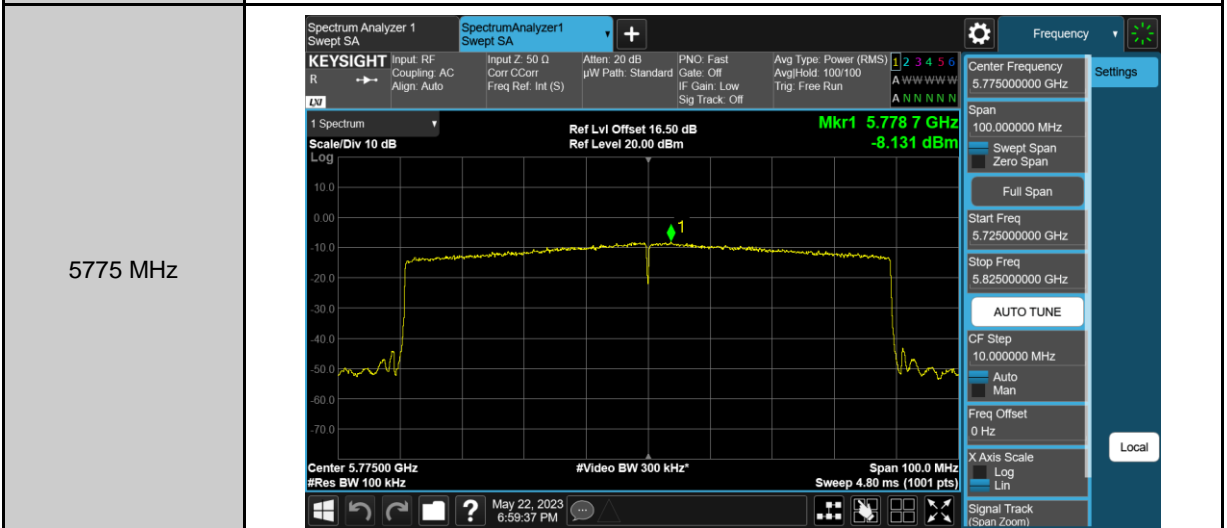 5775 MHz
Spectrum Analyzer 1
Swept SA
SpectrumAnalyzer1
Swept SA
Frequency
KEYSIGHT
R
LXI
Input: RF
Coupling: AC
Align: Auto
Input Z: 50 Ω
Corr CCorr
Freq Ref: Int (S)
Atten: 20 dB
µW Path: Standard
PNO: Fast
Gate: Off
IF Gain: Low
Sig Track: Off
Avg Type: Power (RMS)
Avg|Hold: 100/100
Trig: Free Run
1 2 3 4 5 6
A W W W W W
A N N N N N
1 Spectrum
Scale/Div 10 dB
Ref Lvl Offset 16.50 dB
Ref Level 20.00 dBm
Mkr1 5.778 7 GHz
-8.131 dBm
Log
10.0
0.00
-10.0
-20.0
-30.0
-40.0
-50.0
-60.0
-70.0
1
Center 5.77500 GHz
#Res BW 100 kHz
#Video BW 300 kHz*
Span 100.0 MHz
Sweep 4.80 ms (1001 pts)
?
May 22, 2023
6:59:37 PM
Center Frequency
5.775000000 GHz
Span
100.000000 MHz
Swept Span
Zero Span
Full Span
Start Freq
5.725000000 GHz
Stop Freq
5.825000000 GHz
AUTO TUNE
CF Step
10.000000 MHz
Auto
Man
Freq Offset
0 Hz
X Axis Scale
Log
Lin
Signal Track
(Span Zoom)
Settings
Local